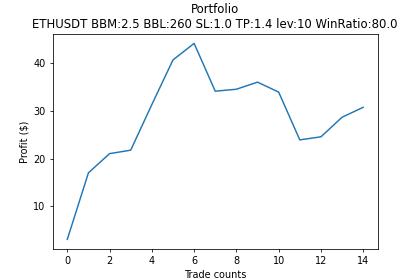 Portfolio
ETHUSDT BBM:2.5 BBL:260 SL:1.0 TP:1.4 lev:10 WinRatio:80.0
40
30
20
10
Profit ($)
0 2 4 6 8 10 12 14
Trade counts